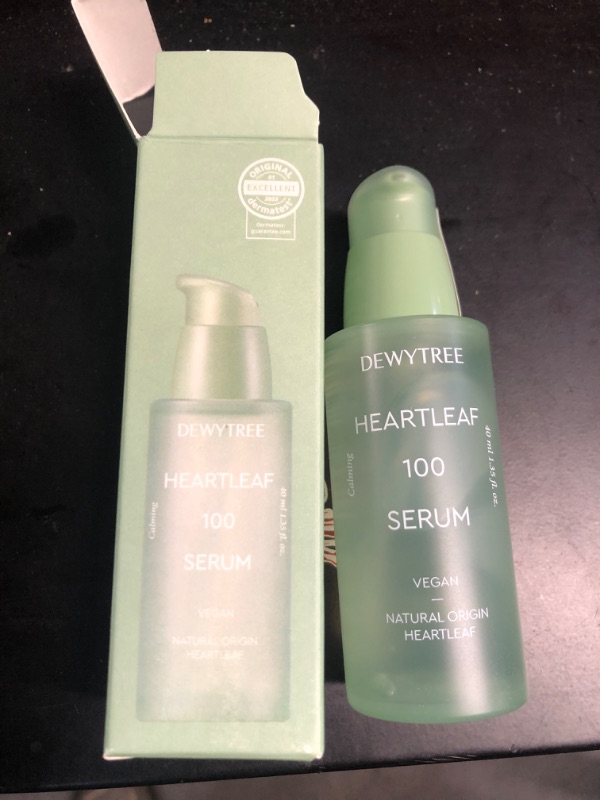 ORIGINAL
EXCELLENT
dermatest
DEWYTREE
HEARTLEAF
100
SERUM
Calming
40 ml 1.35 fl. oz.
VEGAN
NATURAL ORIGIN
HEARTLEAF
DEWYTREE
HEARTLEAF
100
SERUM
Calming
40 ml 1.35 fl. oz.
VEGAN
NATURAL ORIGIN
HEARTLEAF